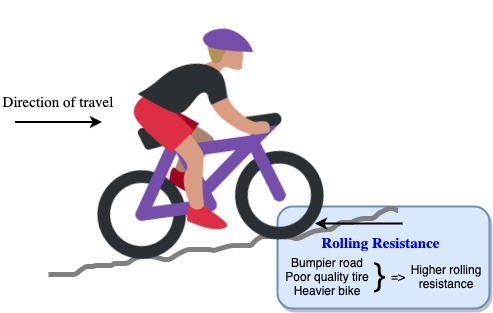 Direction of travel
Rolling Resistance
Bumpier road
Poor quality tire
Heavier bike
=>
Higher rolling
resistance